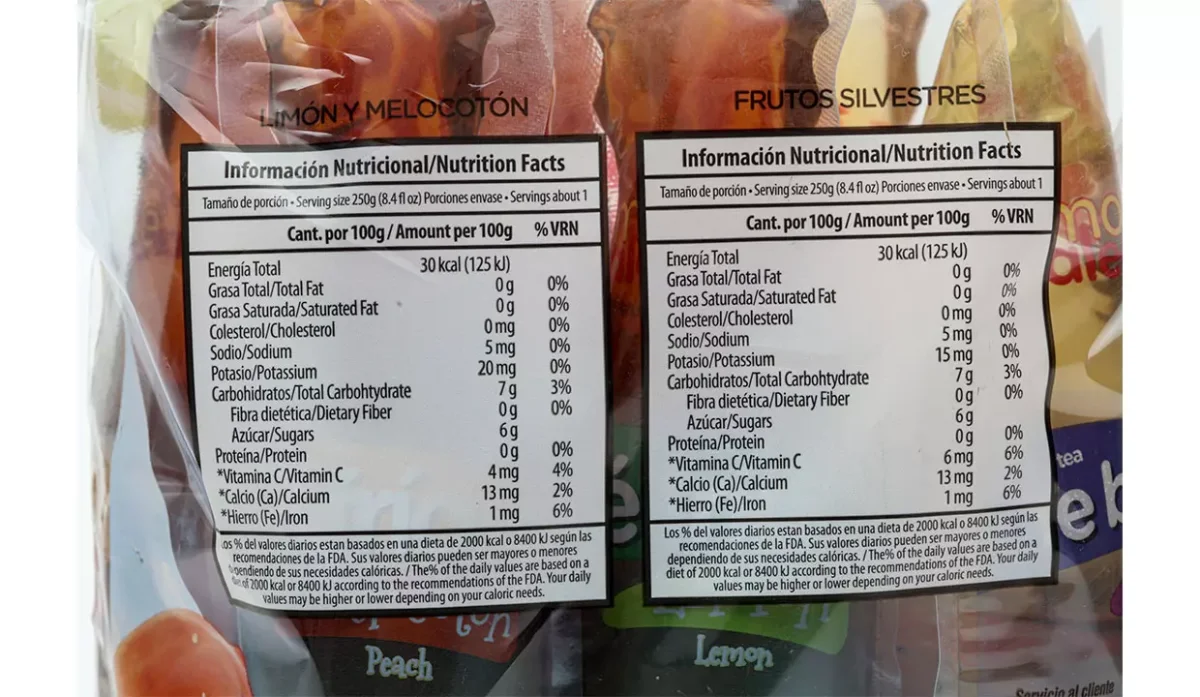 LIMÓN Y MELOCOTÓN
Información Nutricional/Nutrition Facts
Tamaño de porción • Serving size 250g (8.4 fl oz) Porciones envase • Servings about 1
Cant. por 100g / Amount per 100g % VRN
Energía Total 30 kcal (125 kJ)
Grasa Total/Total Fat 0 g 0%
Grasa Saturada/Saturated Fat 0 g 0%
Colesterol/Cholesterol 0 mg 0%
Sodio/Sodium 5 mg 0%
Potasio/Potassium 20 mg 0%
Carbohidratos/Total Carbohtydrate 7 g 3%
Fibra dietética/Dietary Fiber 0 g 0%
Azúcar/Sugars 6 g
Proteína/Protein 0 g 0%
*Vitamina C/Vitamin C 4 mg 4%
*Calcio (Ca)/Calcium 13 mg 2%
*Hierro (Fe)/Iron 1 mg 6%
Los % del valores diarios estan basados en una dieta de 2000 kcal o 8400 kJ según las
recomendaciones de la FDA. Sus valores diarios pueden ser mayores o menores
dependiendo de sus necesidades calóricas. / The% of the daily values are based on a
diet of 2000 kcal or 8400 kJ according to the recommendations of the FDA. Your daily
values may be higher or lower depending on your caloric needs.
Peach
FRUTOS SILVESTRES
Información Nutricional/Nutrition Facts
Tamaño de porción • Serving size 250g (8.4 fl oz) Porciones envase • Servings about 1
Cant. por 100g / Amount per 100g % VRN
Energía Total 30 kcal (125 kJ)
Grasa Total/Total Fat 0 g 0%
Grasa Saturada/Saturated Fat 0 g 0%
Colesterol/Cholesterol 0 mg 0%
Sodio/Sodium 5 mg 0%
Potasio/Potassium 15 mg 0%
Carbohidratos/Total Carbohtydrate 7 g 3%
Fibra dietética/Dietary Fiber 0 g 0%
Azúcar/Sugars 6 g
Proteína/Protein 0 g 0%
*Vitamina C/Vitamin C 6 mg 6%
*Calcio (Ca)/Calcium 13 mg 2%
*Hierro (Fe)/Iron 1 mg 6%
Los % del valores diarios estan basados en una dieta de 2000 kcal o 8400 kJ según las
recomendaciones de la FDA. Sus valores diarios pueden ser mayores o menores
dependiendo de sus necesidades calóricas. / The% of the daily values are based on a
diet of 2000 kcal or 8400 kJ according to the recommendations of the FDA. Your daily
values may be higher or lower depending on your caloric needs.
Lemon
tea
Servicio al cliente